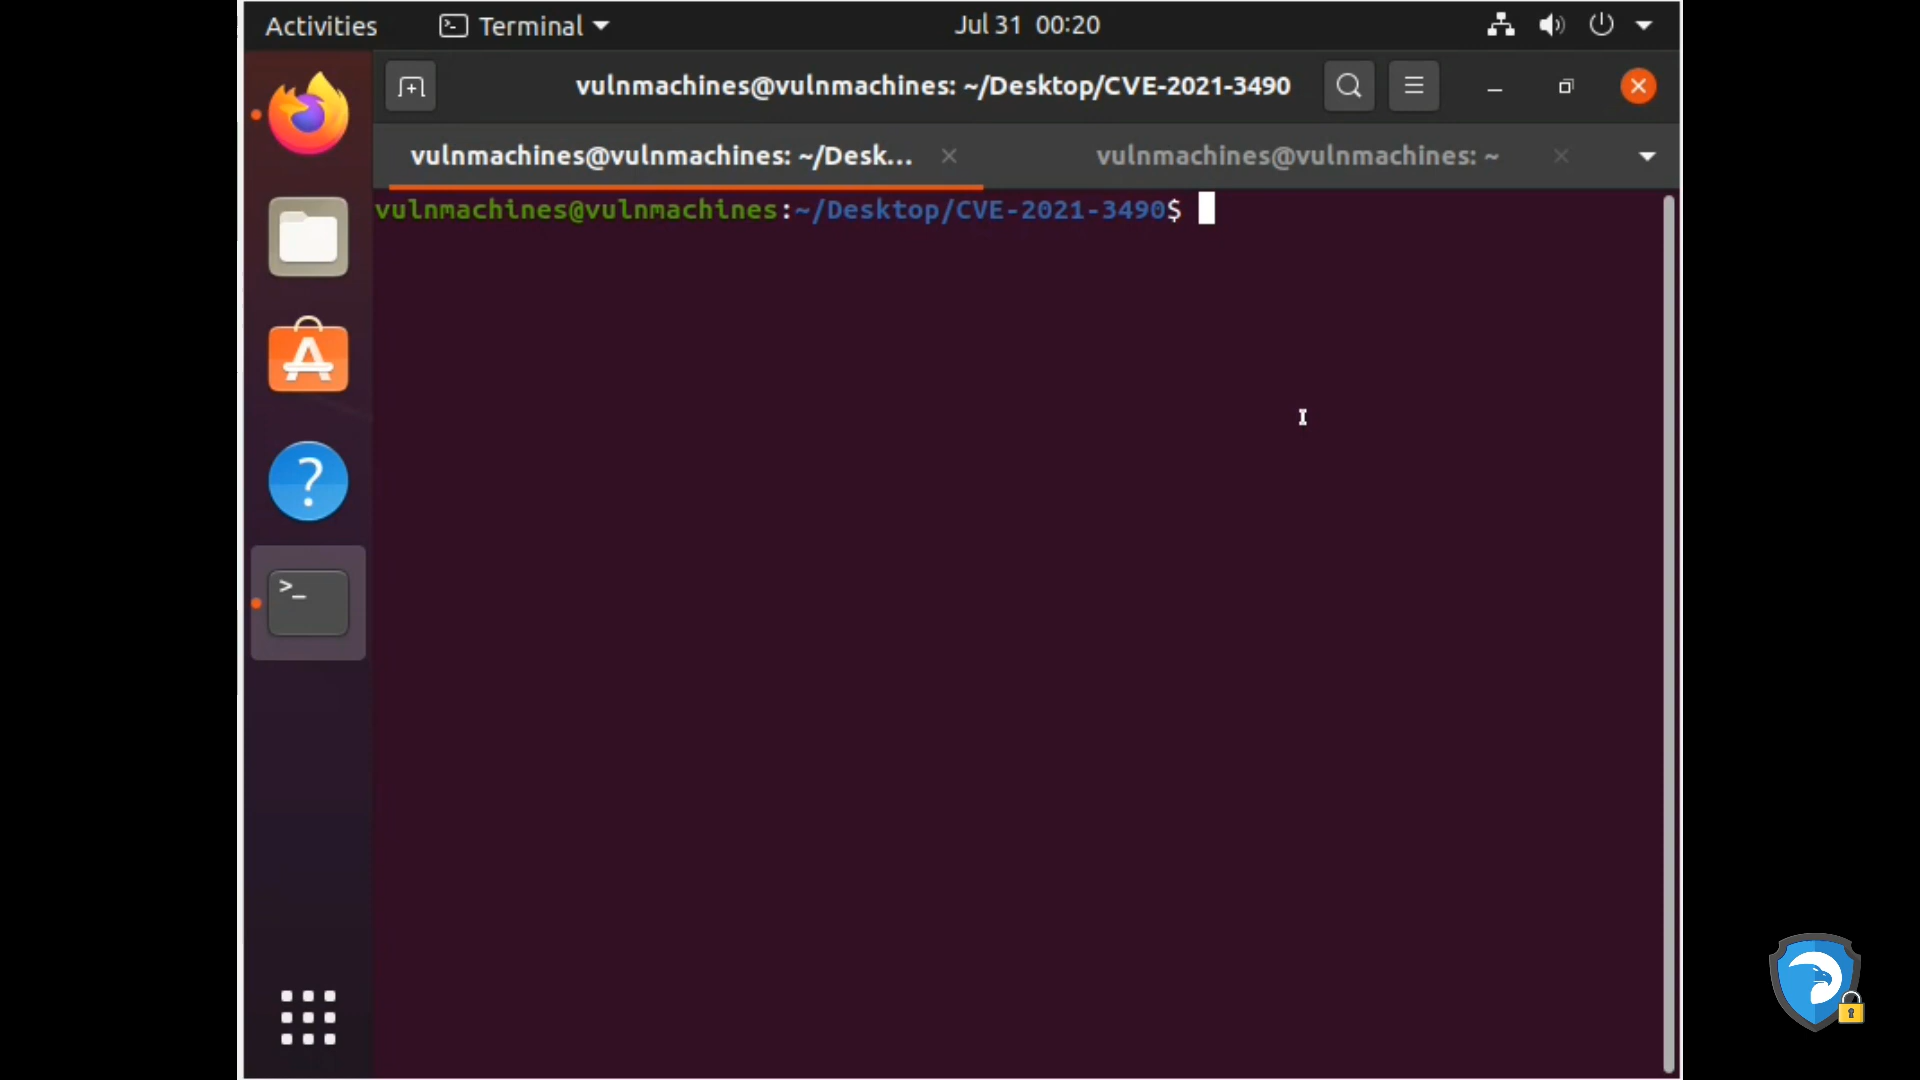 Activities Terminal Jul 31 00:20
vulnmachines@vulnmachines: ~/Desktop/CVE-2021-3490
vulnmachines@vulnmachines: ~/Desk... vulnmachines@vulnmachines: ~
vulnmachines@vulnmachines:~/Desktop/CVE-2021-3490$